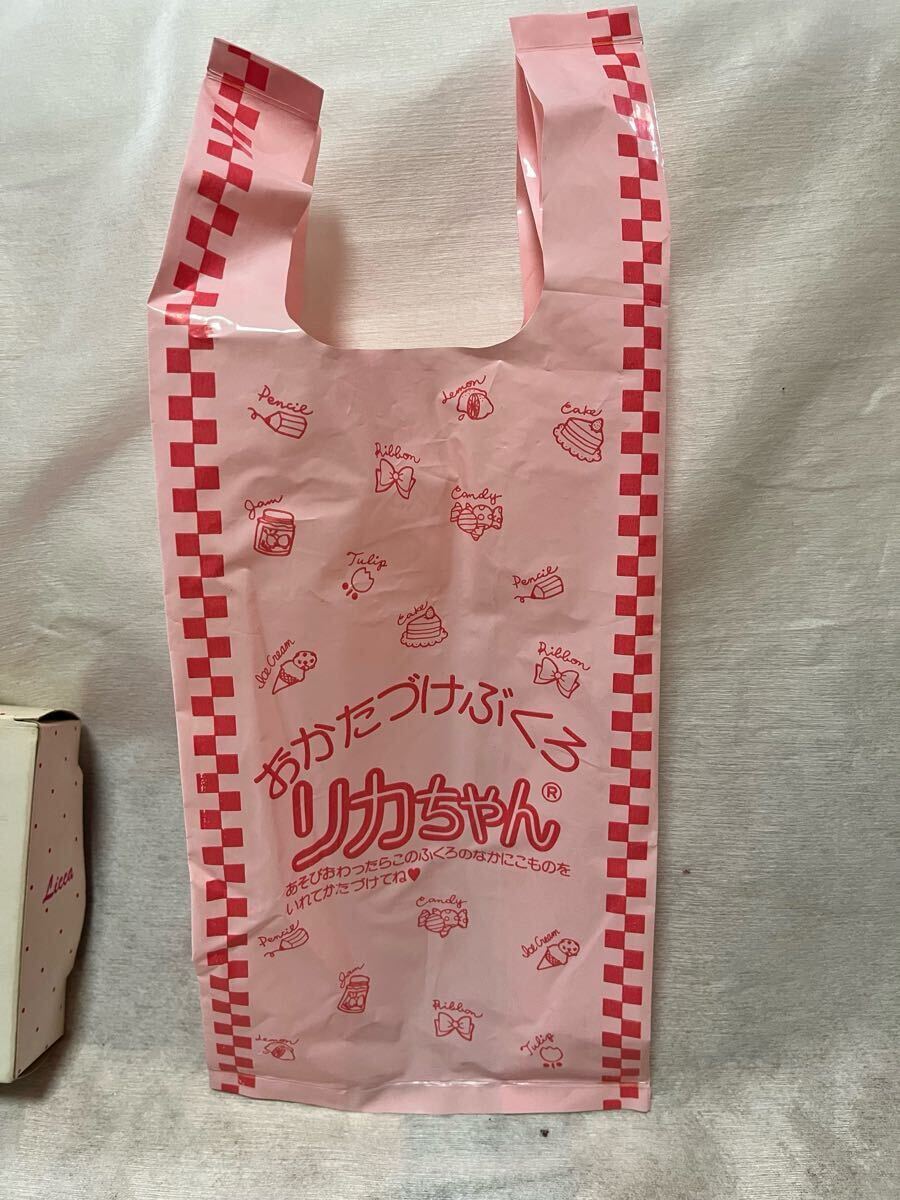 Pencil
Lemon
Cake
Ribbon
Candy
Jam
Tulip
Pencil
Cake
Ice Cream
Ribbon
おかたづけぶくろ
リカちゃん®
あそびおわったらこのふくろのなかにこものを
いれてかたづけてね♥
Licca
Candy
Pencil
Ice Cream
Jam
Ribbon
Lemon
Tulip